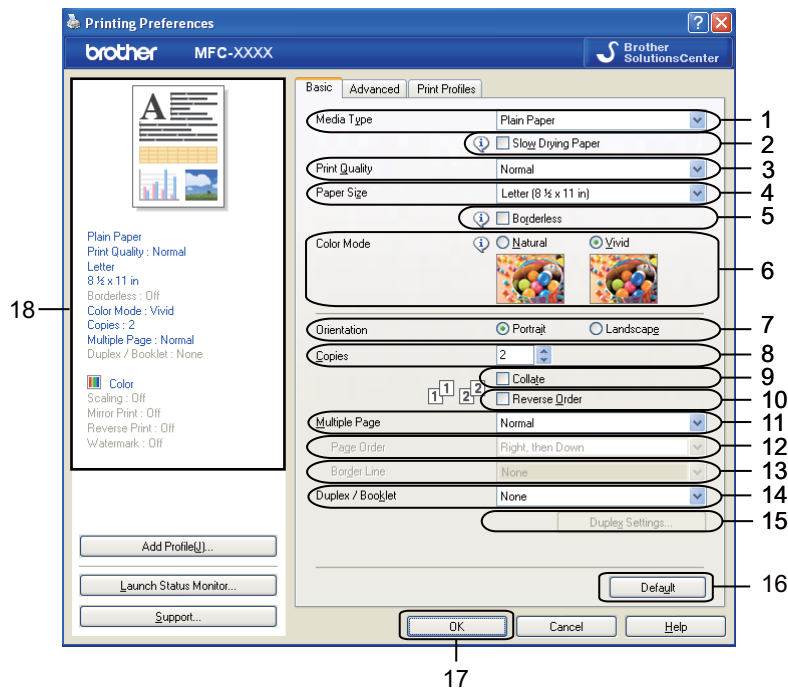 Printing Preferences
brother MFC-XXXX
Brother SolutionsCenter
Basic Advanced Print Profiles
Media Type Plain Paper 1
Slow Drying Paper 2
Print Quality Normal 3
Paper Size Letter (8 ½ x 11 in) 4
Borderless 5
Color Mode Natural Vivid 6
Orientation Portrait Landscape 7
Copies 2 8
Collate 9
1 1 2 2
Reverse Order 10
Multiple Page Normal 11
Page Order Right, then Down 12
Border Line None 13
Duplex / Booklet None 14
Duplex Settings... 15
Default 16
OK Cancel Help
17
18
A
Plain Paper
Print Quality : Normal
Letter
8 ½ x 11 in
Borderless : Off
Color Mode : Vivid
Copies : 2
Multiple Page : Normal
Duplex / Booklet : None
Color
Scaling : Off
Mirror Print : Off
Reverse Print : Off
Watermark : Off
Add Profile(J)...
Launch Status Monitor...
Support...